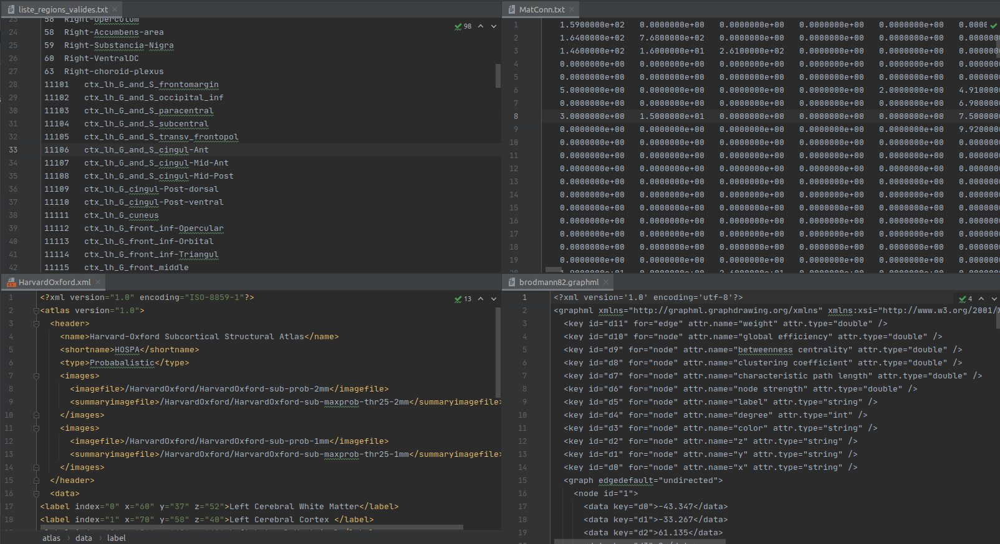 liste_regions_valides.txt
98
23 58 Right-Operculum
24 58 Right-Accumbens-area
25 59 Right-Substancia-Nigra
26 60 Right-VentralDC
27 63 Right-choroid-plexus
28 11101 ctx_lh_G_and_S_frontomargin
29 11102 ctx_lh_G_and_S_occipital_inf
30 11103 ctx_lh_G_and_S_paracentral
31 11104 ctx_lh_G_and_S_subcentral
32 11105 ctx_lh_G_and_S_transv_frontopol
33 11106 ctx_lh_G_and_S_cingul-Ant
34 11107 ctx_lh_G_and_S_cingul-Mid-Ant
35 11108 ctx_lh_G_and_S_cingul-Mid-Post
36 11109 ctx_lh_G_cingul-Post-dorsal
37 11110 ctx_lh_G_cingul-Post-ventral
38 11111 ctx_lh_G_cuneus
39 11112 ctx_lh_G_front_inf-Opercular
40 11113 ctx_lh_G_front_inf-Orbital
41 11114 ctx_lh_G_front_inf-Triangul
42 11115 ctx_lh_G_front_middle
MatConn.txt
1 1.5900000e+02 0.0000000e+00 0.0000000e+00 0.0000000e+00 0.0000000e+00 0.0000
2 1.6400000e+02 7.6800000e+02 0.0000000e+00 0.0000000e+00 0.0000000e+00 0.000000
3 1.4600000e+02 1.6000000e+01 2.6100000e+02 0.0000000e+00 0.0000000e+00 0.000000
4 0.0000000e+00 0.0000000e+00 0.0000000e+00 0.0000000e+00 0.0000000e+00 0.0000000
5 0.0000000e+00 0.0000000e+00 0.0000000e+00 0.0000000e+00 0.0000000e+00 0.0000000
6 5.0000000e+00 0.0000000e+00 0.0000000e+00 0.0000000e+00 2.0000000e+00 4.9100000
7 0.0000000e+00 0.0000000e+00 0.0000000e+00 0.0000000e+00 0.0000000e+00 6.9000000
8 3.0000000e+00 1.5000000e+01 0.0000000e+00 0.0000000e+00 0.0000000e+00 7.5000000
9 0.0000000e+00 0.0000000e+00 0.0000000e+00 0.0000000e+00 0.0000000e+00 9.9200000
10 0.0000000e+00 0.0000000e+00 0.0000000e+00 0.0000000e+00 0.0000000e+00 0.0000000
11 0.0000000e+00 0.0000000e+00 0.0000000e+00 0.0000000e+00 0.0000000e+00 0.0000000
12 0.0000000e+00 0.0000000e+00 0.0000000e+00 0.0000000e+00 0.0000000e+00 0.0000000
13 0.0000000e+00 0.0000000e+00 0.0000000e+00 0.0000000e+00 0.0000000e+00 0.0000000
14 0.0000000e+00 0.0000000e+00 0.0000000e+00 0.0000000e+00 0.0000000e+00 0.0000000
15 0.0000000e+00 0.0000000e+00 0.0000000e+00 0.0000000e+00 0.0000000e+00 0.0000000
16 0.0000000e+00 0.0000000e+00 0.0000000e+00 0.0000000e+00 0.0000000e+00 0.0000000
17 0.0000000e+00 0.0000000e+00 0.0000000e+00 0.0000000e+00 0.0000000e+00 0.0000000
18 0.0000000e+00 0.0000000e+00 0.0000000e+00 0.0000000e+00 0.0000000e+00 0.0000000
19 0.0000000e+00 0.0000000e+00 0.0000000e+00 0.0000000e+00 0.0000000e+00 0.0000000
HarvardOxford.xml
13
1 <?xml version="1.0" encoding="ISO-8859-1"?>
2 <atlas version="1.0">
3 <header>
4 <name>Harvard-Oxford Subcortical Structural Atlas</name>
5 <shortname>HOSPA</shortname>
6 <type>Probabalistic</type>
7 <images>
8 <imagefile>/HarvardOxford/HarvardOxford-sub-prob-2mm</imagefile>
9 <summaryimagefile>/HarvardOxford/HarvardOxford-sub-maxprob-thr25-2mm</summaryimagefile>
10 </images>
11 <images>
12 <imagefile>/HarvardOxford/HarvardOxford-sub-prob-1mm</imagefile>
13 <summaryimagefile>/HarvardOxford/HarvardOxford-sub-maxprob-thr25-1mm</summaryimagefile>
14 </images>
15 </header>
16 <data>
17 <label index="0" x="60" y="37" z="52">Left Cerebral White Matter</label>
18 <label index="1" x="70" y="58" z="40">Left Cerebral Cortex </label>
atlas › data › label
brodmann82.graphml
4
1 <?xml version='1.0' encoding='utf-8'?>
2 <graphml xmlns="http://graphml.graphdrawing.org/xmlns" xmlns:xsi="http://www.w3.org/2001/X
3 <key id="d11" for="edge" attr.name="weight" attr.type="double" />
4 <key id="d10" for="node" attr.name="global efficiency" attr.type="double" />
5 <key id="d9" for="node" attr.name="betweenness centrality" attr.type="double" />
6 <key id="d8" for="node" attr.name="clustering coefficient" attr.type="double" />
7 <key id="d7" for="node" attr.name="characteristic path length" attr.type="double" />
8 <key id="d6" for="node" attr.name="node strength" attr.type="double" />
9 <key id="d5" for="node" attr.name="label" attr.type="string" />
10 <key id="d4" for="node" attr.name="degree" attr.type="int" />
11 <key id="d3" for="node" attr.name="color" attr.type="string" />
12 <key id="d2" for="node" attr.name="z" attr.type="string" />
13 <key id="d1" for="node" attr.name="y" attr.type="string" />
14 <key id="d0" for="node" attr.name="x" attr.type="string" />
15 <graph edgedefault="undirected">
16 <node id="1">
17 <data key="d0">-43.347</data>
18 <data key="d1">-33.267</data>
19 <data key="d2">61.135</data>